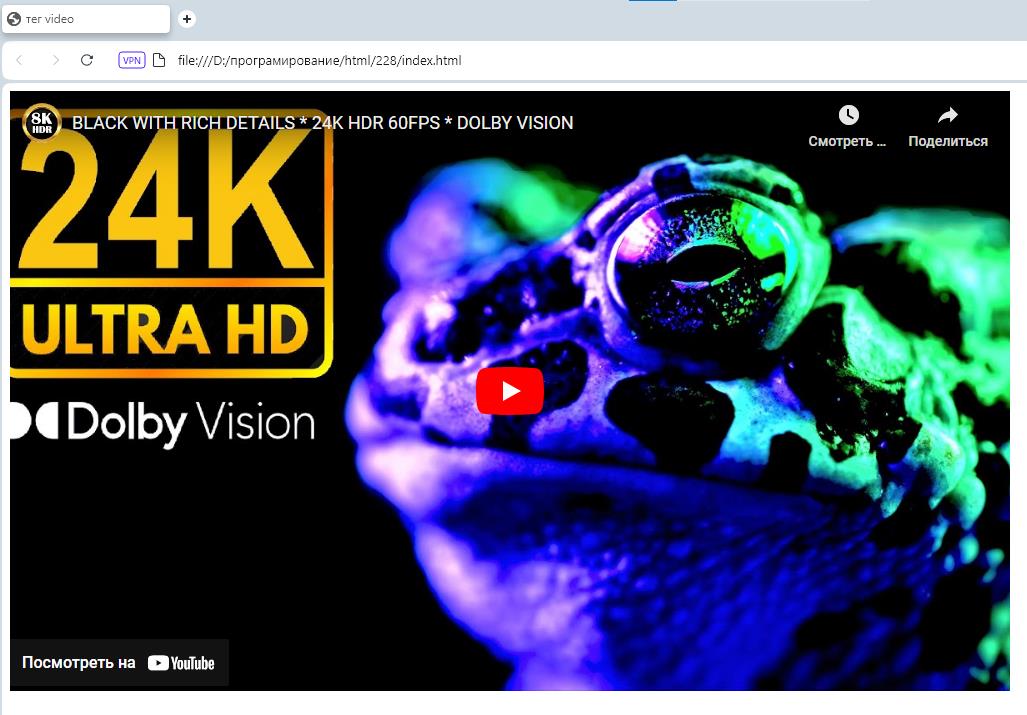 тег video
VPN
file:///D:/програмирование/html/228/index.html
8K
HDR
BLACK WITH RICH DETAILS * 24K HDR 60FPS * DOLBY VISION
Смотреть ...
Поделиться
24K
ULTRA HD
Dolby Vision
Посмотреть на YouTube